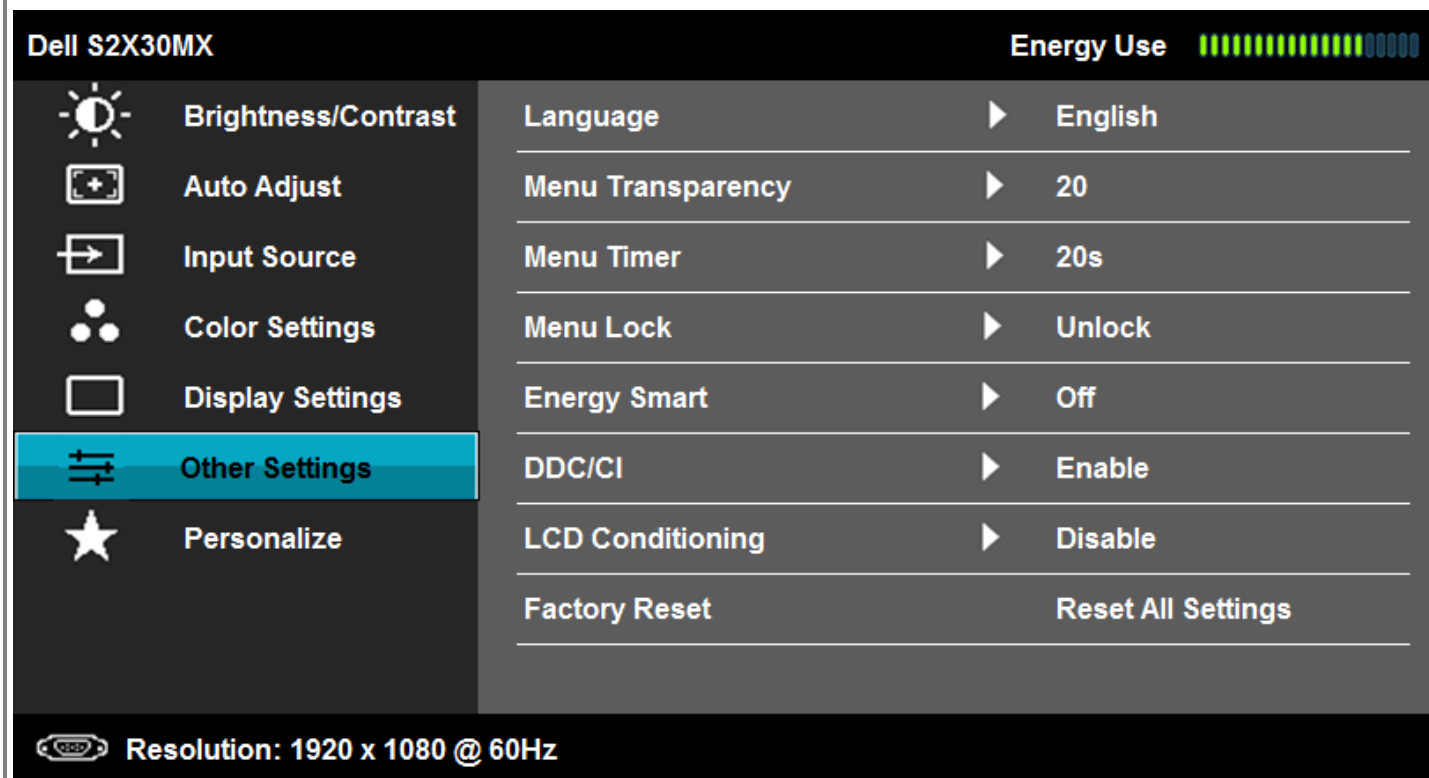 Dell S2X30MX Energy Use
Brightness/Contrast Language English
Auto Adjust Menu Transparency 20
Input Source Menu Timer 20s
Color Settings Menu Lock Unlock
Display Settings Energy Smart Off
Other Settings DDC/CI Enable
Personalize LCD Conditioning Disable
Factory Reset Reset All Settings
Resolution: 1920 x 1080 @ 60Hz